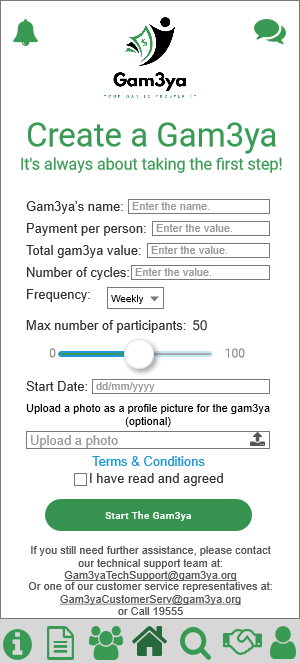 Gam3ya
YOUR WAY TO PROSPERITY
Create a Gam3ya
It's always about taking the first step!
Gam3ya's name: Enter the name.
Payment per person: Enter the value.
Total gam3ya value: Enter the value.
Number of cycles: Enter the value.
Frequency: Weekly
Max number of participants: 50
0 100
Start Date: dd/mm/yyyy
Upload a photo as a profile picture for the gam3ya
(optional)
Upload a photo
Terms & Conditions
I have read and agreed
Start The Gam3ya
If you still need further assistance, please contact
our technical support team at:
Gam3yaTechSupport@gam3ya.org
Or one of our customer service representatives at:
Gam3yaCustomerServ@gam3ya.org
or Call 19555